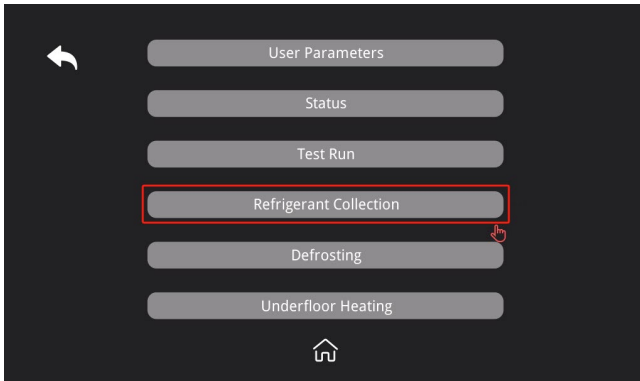 User Parameters
Status
Test Run
Refrigerant Collection
Defrosting
Underfloor Heating